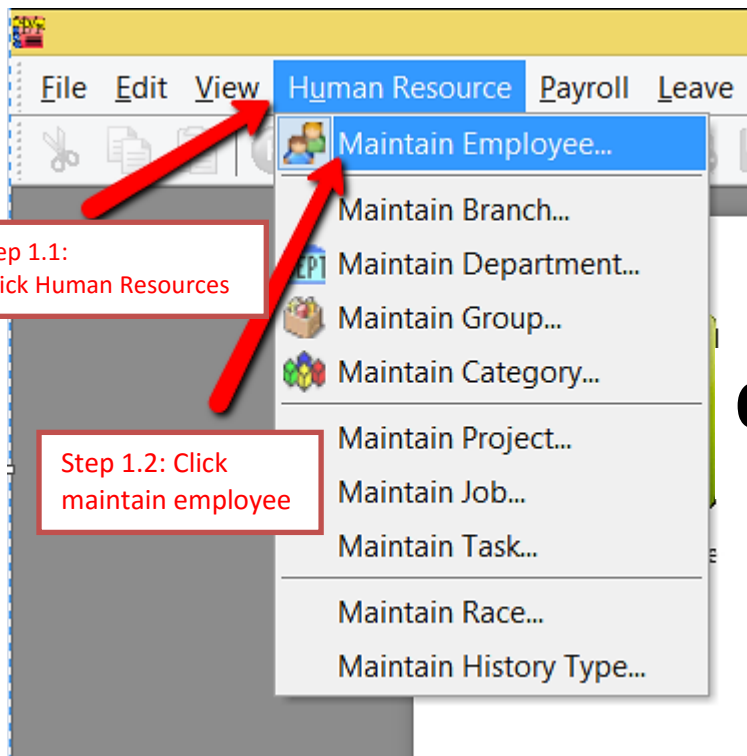 File Edit View Human Resource Payroll Leave
Maintain Employee...
Maintain Branch...
ep 1.1:
ick Human Resources
Maintain Department...
Maintain Group...
Maintain Category...
Maintain Project...
Step 1.2: Click
maintain employee
Maintain Job...
Maintain Task...
Maintain Race...
Maintain History Type...